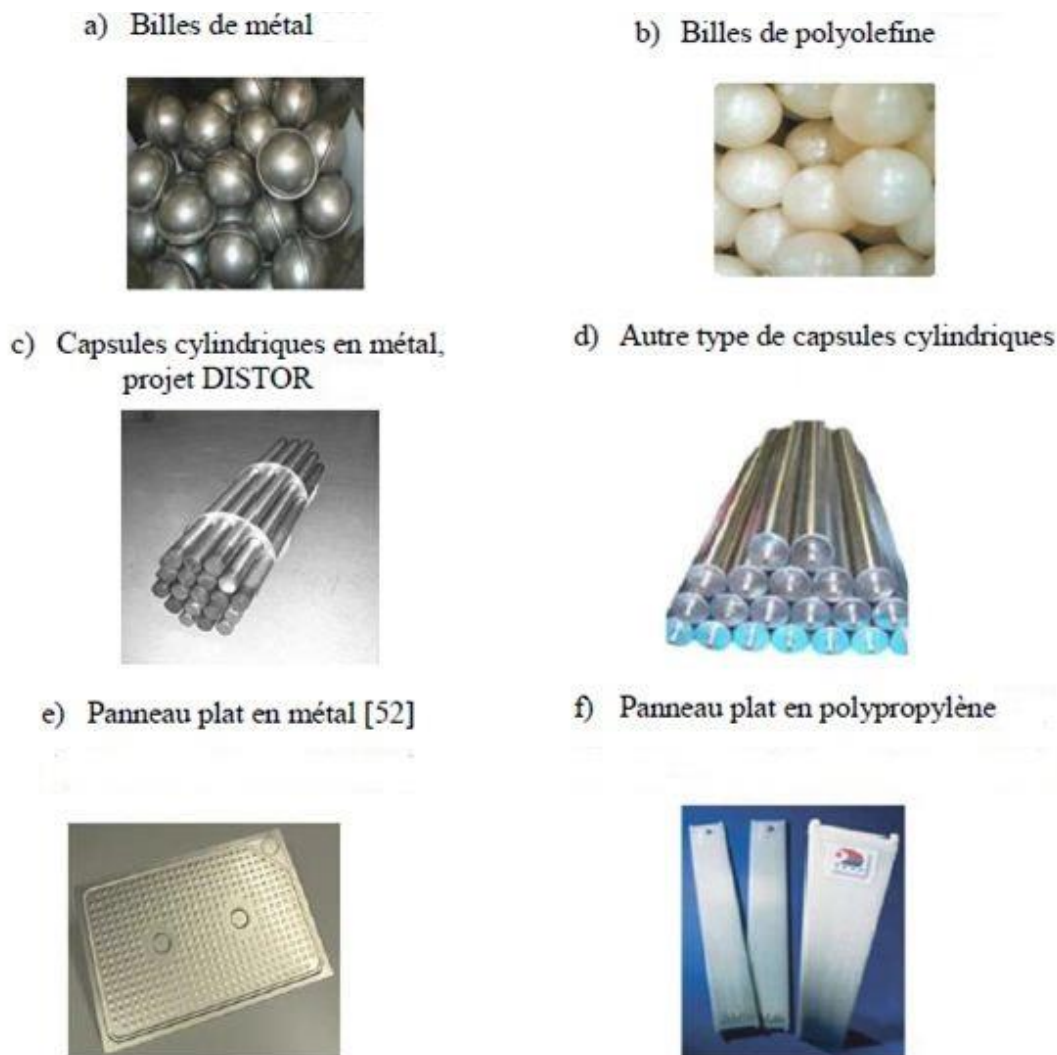 a) Billes de métal
b) Billes de polyolefine
c) Capsules cylindriques en métal,
projet DISTOR
d) Autre type de capsules cylindriques
e) Panneau plat en métal [52]
f) Panneau plat en polypropylène